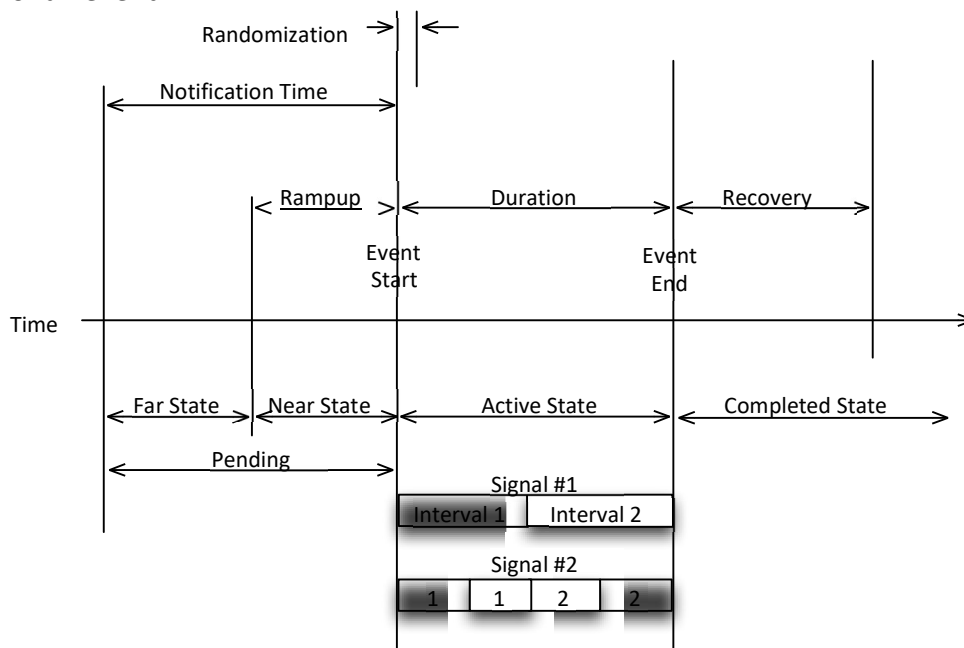 Randomization
Notification Time
Rampup
Duration
Recovery
Event
Start
Event
End
Time
Far State
Near State
Active State
Completed State
Pending
Signal #1
Interval 1
Interval 2
Signal #2
1
1
2
2